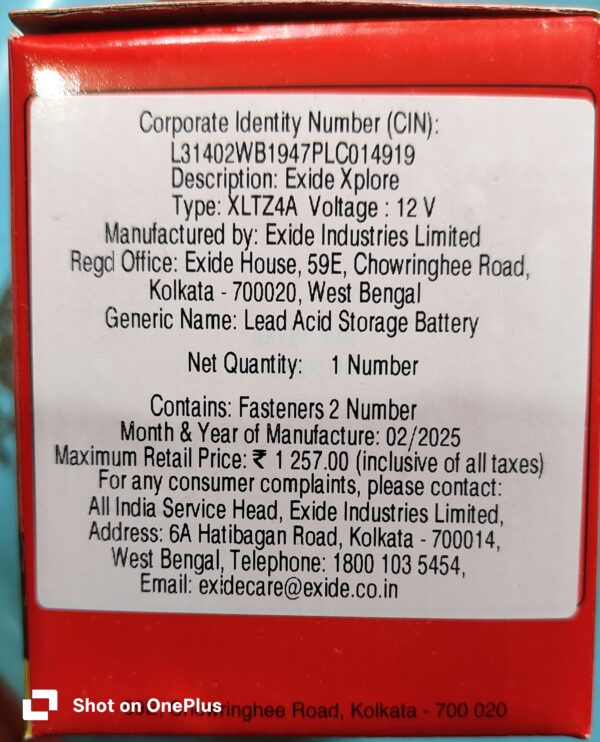 Corporate Identity Number (CIN):
L31402WB1947PLC014919
Description: Exide Xplore
Type: XLTZ4A Voltage : 12 V
Manufactured by: Exide Industries Limited
Regd Office: Exide House, 59E, Chowringhee Road,
Kolkata - 700020, West Bengal
Generic Name: Lead Acid Storage Battery
Net Quantity: 1 Number
Contains: Fasteners 2 Number
Month & Year of Manufacture: 02/2025
Maximum Retail Price: ₹ 1 257.00 (inclusive of all taxes)
For any consumer complaints, please contact:
All India Service Head, Exide Industries Limited,
Address: 6A Hatibagan Road, Kolkata - 700014,
West Bengal, Telephone: 1800 103 5454,
Email: exidecare@exide.co.in
Shot on OnePlus
Chowringhee Road, Kolkata - 700 020